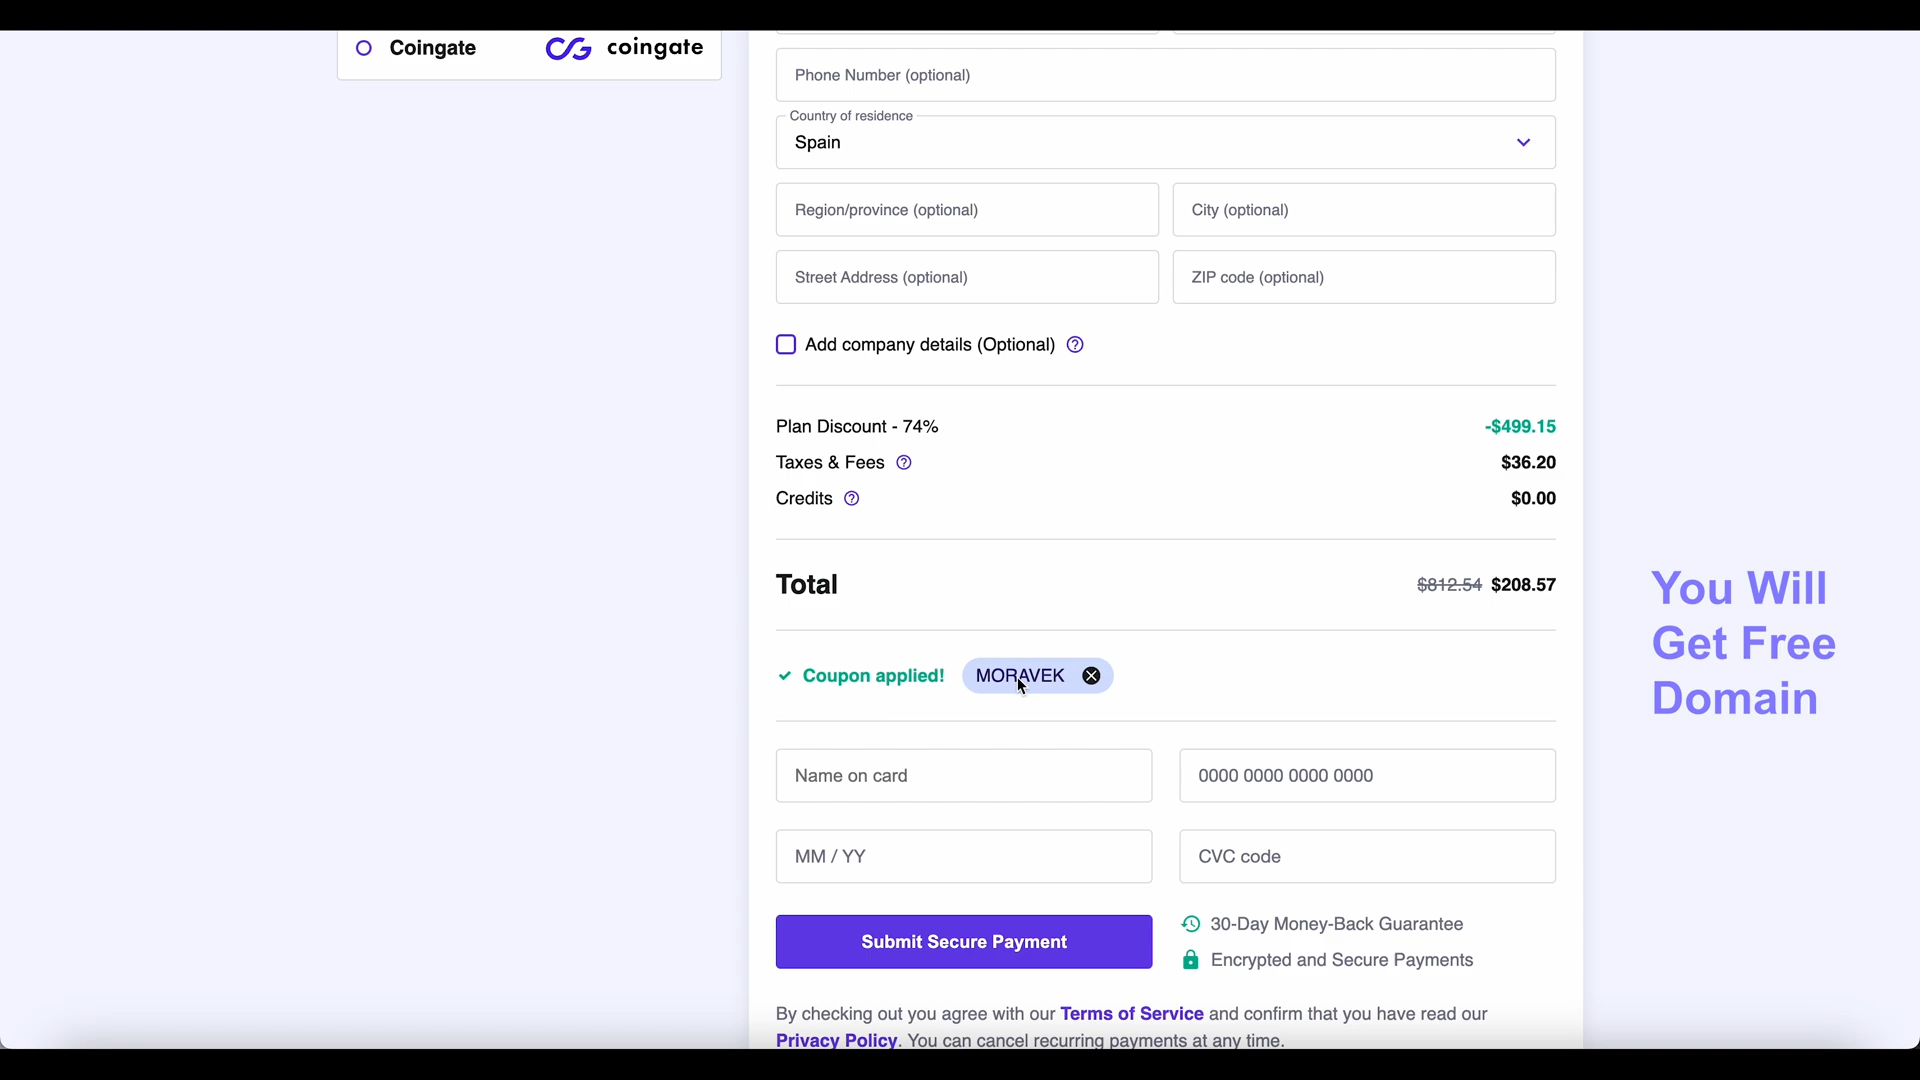 Coingate
coingate
Phone Number (optional)
Country of residence
Spain
Region/province (optional)
City (optional)
Street Address (optional)
ZIP code (optional)
Add company details (Optional) ?
Plan Discount - 74%
-$499.15
Taxes & Fees ?
$36.20
Credits ?
$0.00
Total
$812.54 $208.57
Coupon applied!
MORAVEK
You Will
Get Free
Domain
Name on card
0000 0000 0000 0000
MM / YY
CVC code
Submit Secure Payment
30-Day Money-Back Guarantee
Encrypted and Secure Payments
By checking out you agree with our Terms of Service and confirm that you have read our
Privacy Policy. You can cancel recurring payments at any time.